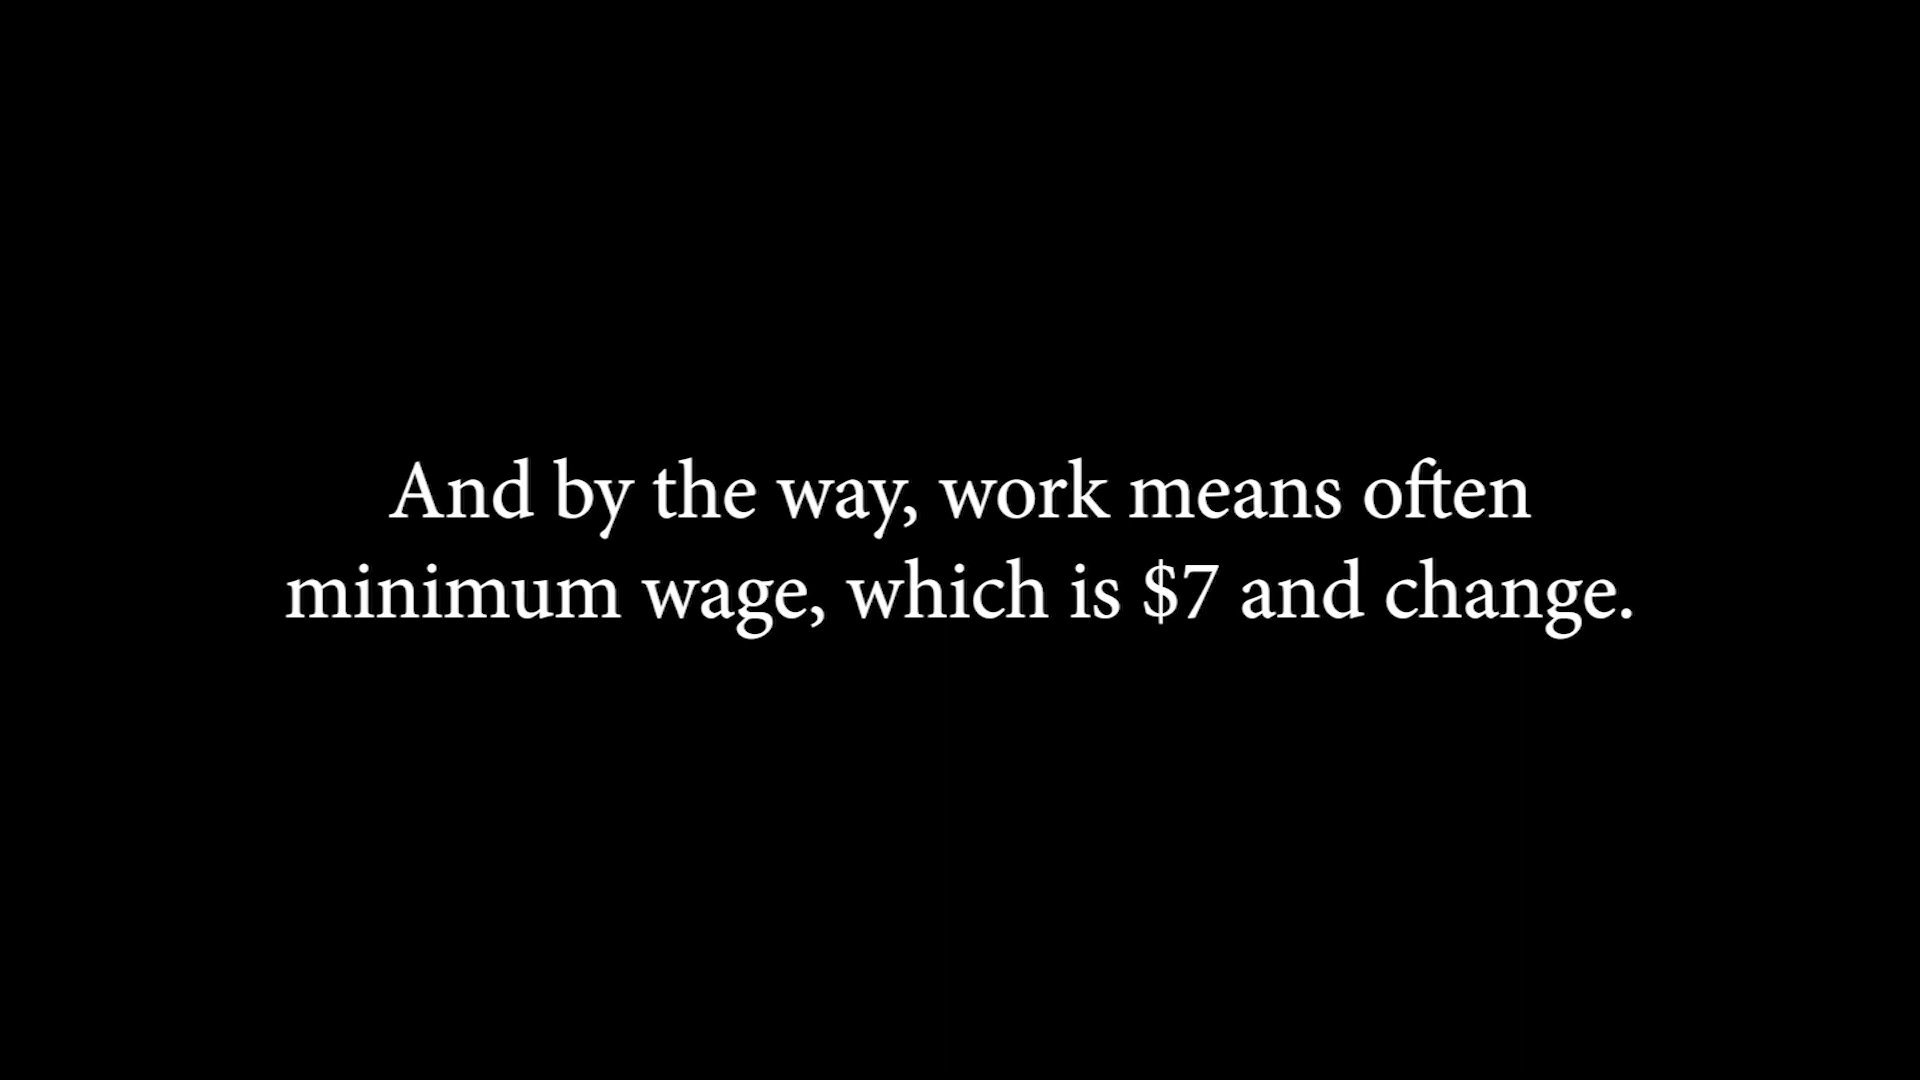 And by the way, work means often
minimum wage, which is $7 and change.